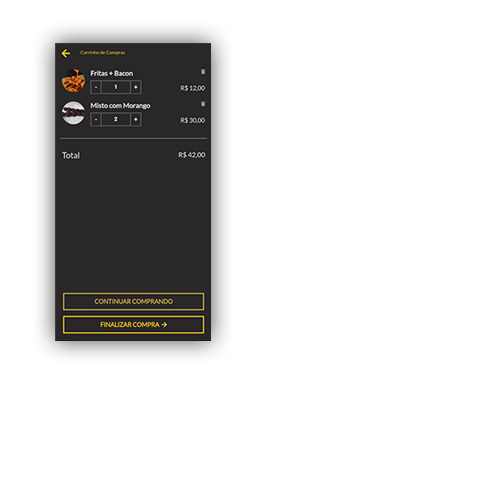 Carrinho de Compras
Fritas + Bacon
- 1 +
R$ 12,00
Misto com Morango
- 2 +
R$ 30,00
Total
R$ 42,00
CONTINUAR COMPRANDO
FINALIZAR COMPRA →